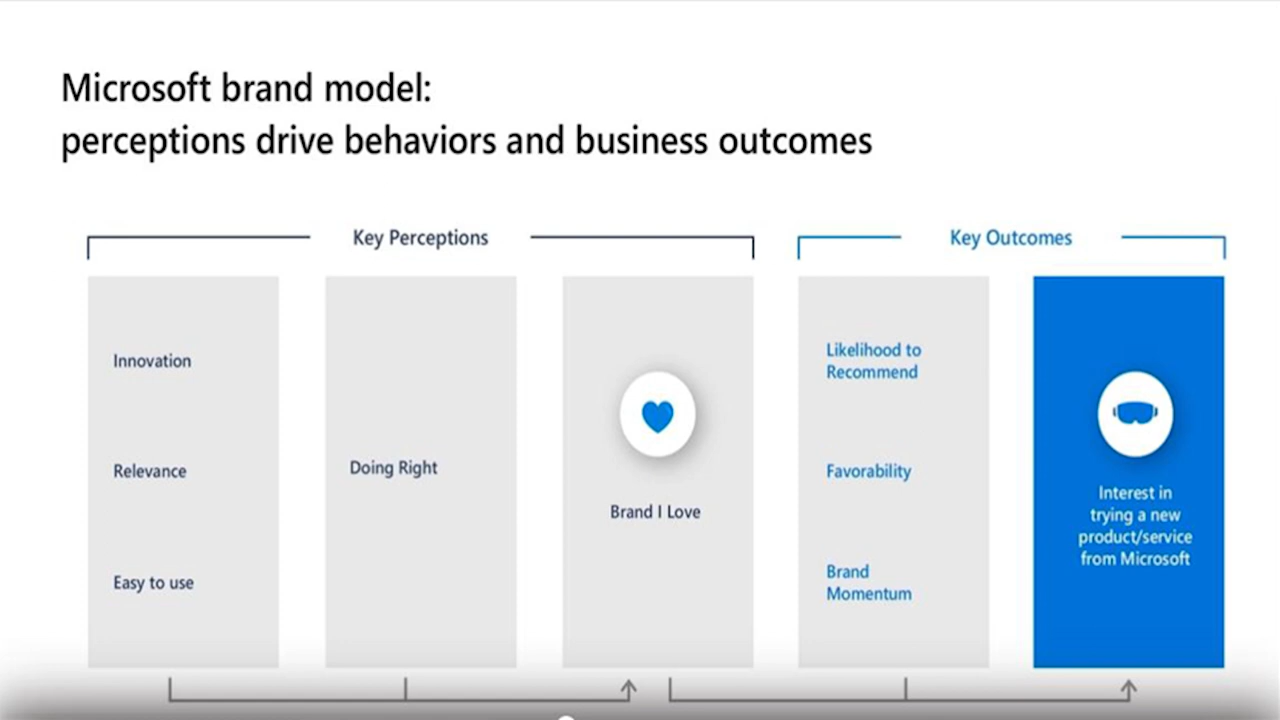 Microsoft brand model:
perceptions drive behaviors and business outcomes
Key Perceptions
Key Outcomes
Innovation
Relevance
Easy to use
Doing Right
Brand I Love
Likelihood to
Recommend
Favorability
Brand
Momentum
Interest in
trying a new
product/service
from Microsoft